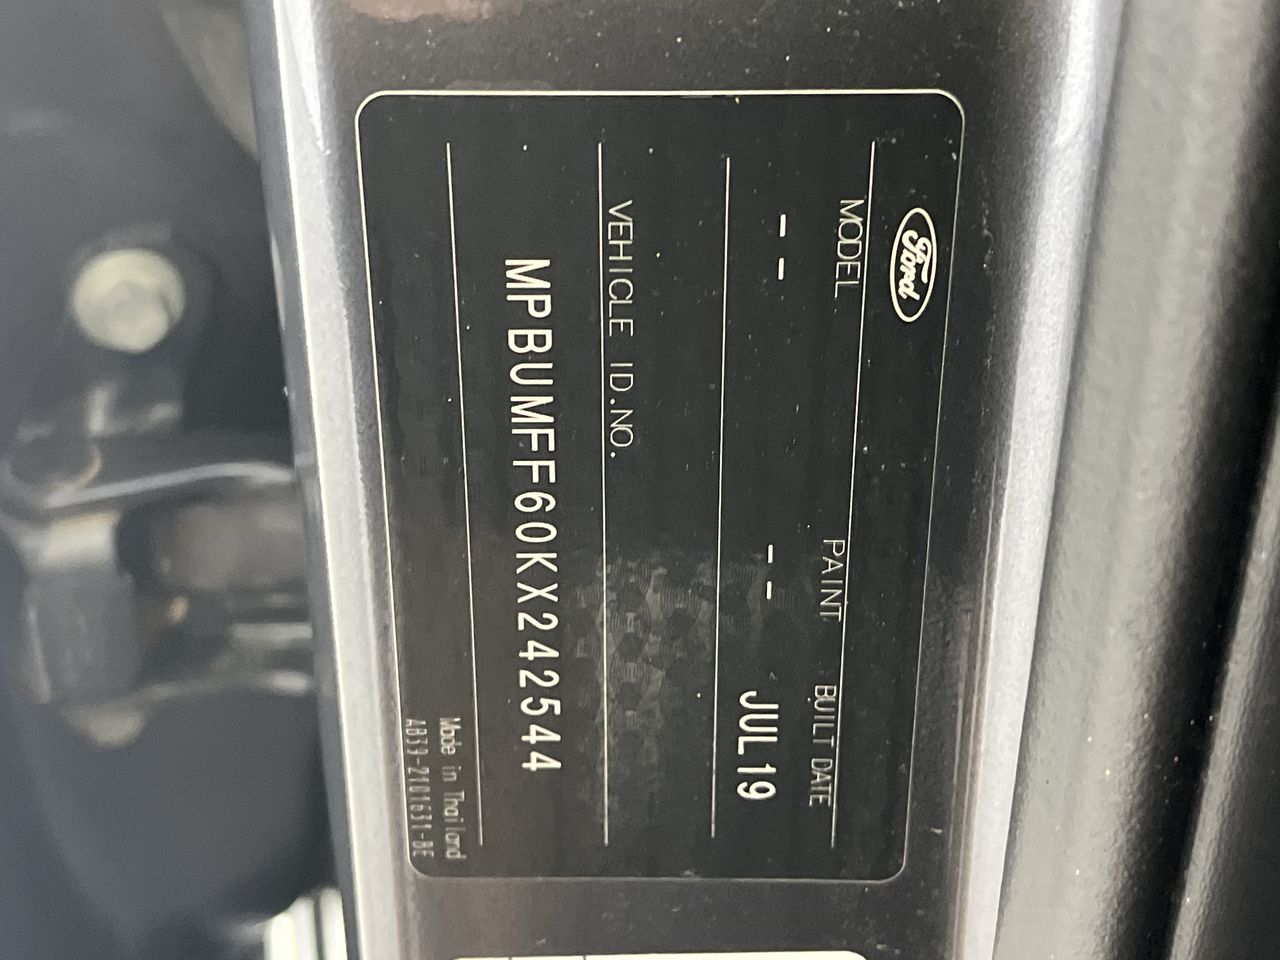 Ford
MODEL PAINT BUILT DATE
-- -- JUL 19
VEHICLE ID.NO.
MPBUMFF60KX242544
Made in Thailand
AB39-2101631-BE